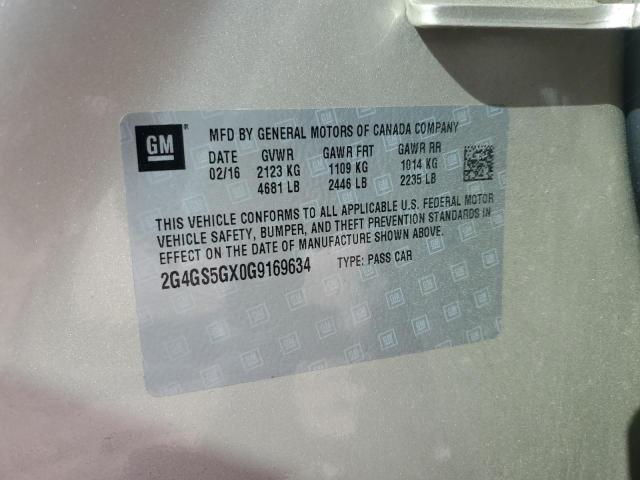 GM ®
MFD BY GENERAL MOTORS OF CANADA COMPANY
DATE GVWR GAWR FRT GAWR RR
02/16 2123 KG 1109 KG 1014 KG
4681 LB 2446 LB 2235 LB
THIS VEHICLE CONFORMS TO ALL APPLICABLE U.S. FEDERAL MOTOR
VEHICLE SAFETY, BUMPER, AND THEFT PREVENTION STANDARDS IN
EFFECT ON THE DATE OF MANUFACTURE SHOWN ABOVE.
2G4GS5GX0G9169634 TYPE: PASS CAR